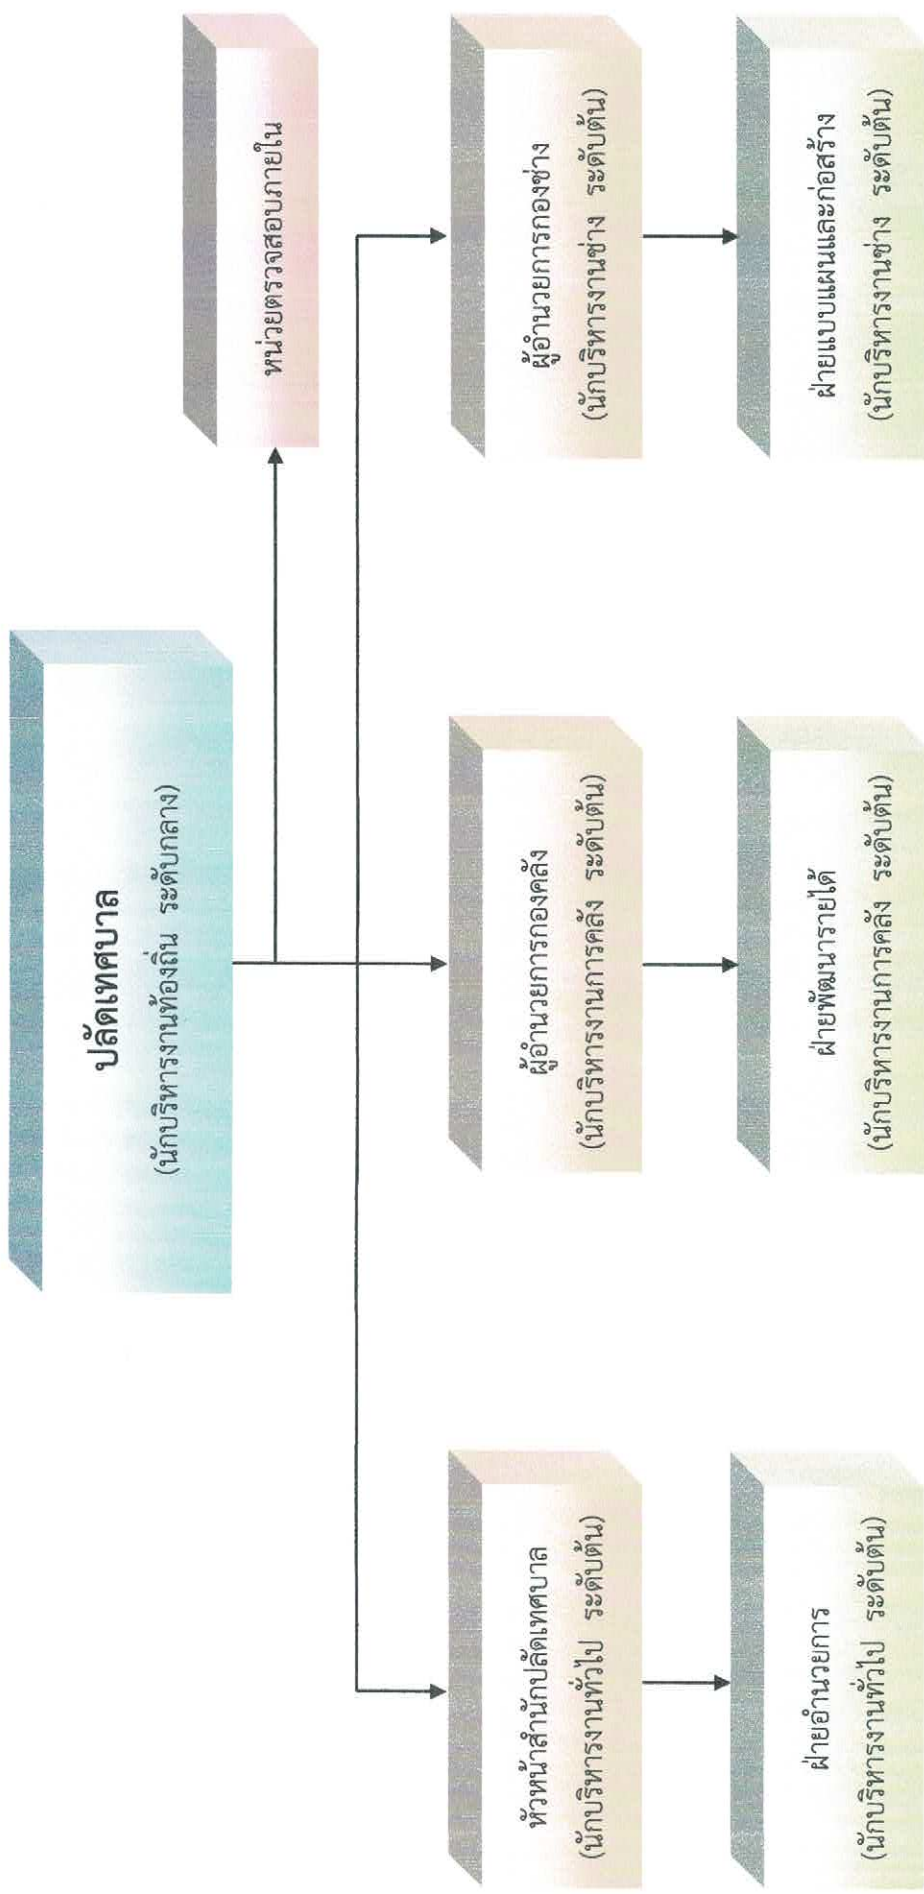 ปลัดเทศบาล
(นักบริหารงานท้องถิ่น ระดับกลาง)
หน่วยตรวจสอบภายใน
หัวหน้าสำนักปลัดเทศบาล
(นักบริหารงานทั่วไป ระดับต้น)
ผู้อำนวยการกองคลัง
(นักบริหารงานการคลัง ระดับต้น)
ผู้อำนวยการกองช่าง
(นักบริหารงานช่าง ระดับต้น)
ฝ่ายอำนวยการ
(นักบริหารงานทั่วไป ระดับต้น)
ฝ่ายพัฒนารายได้
(นักบริหารงานการคลัง ระดับต้น)
ฝ่ายแบบแผนและก่อสร้าง
(นักบริหารงานช่าง ระดับต้น)